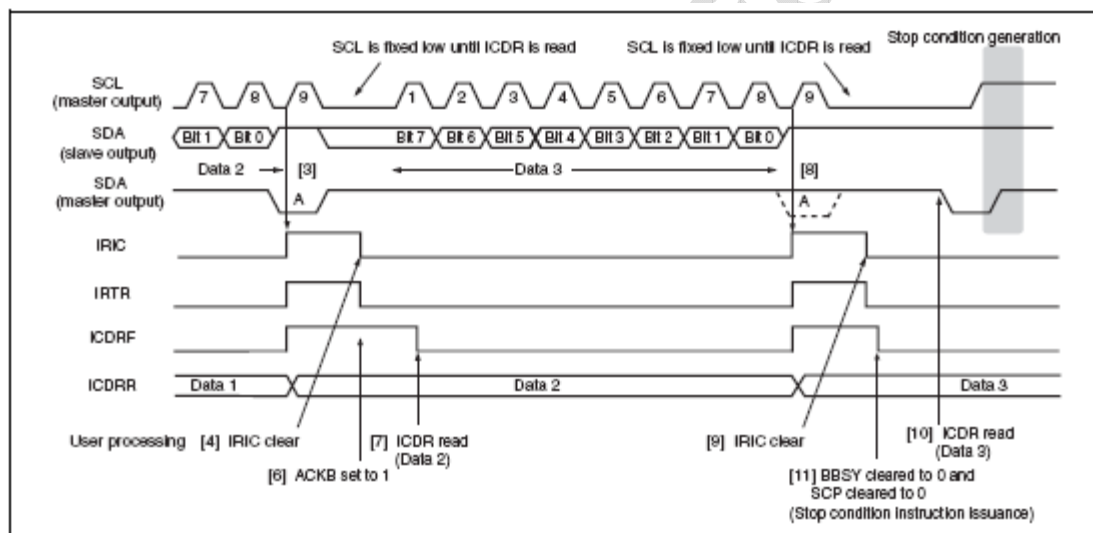 Stop condition generation
SCL is fixed low until ICDR is read
SCL is fixed low until ICDR is read
SCL
(master output)
7 8 9 1 2 3 4 5 6 7 8 9
SDA
(slave output)
Bit 1 Bit 0 Bit 7 Bit 6 Bit 5 Bit 4 Bit 3 Bit 2 Bit 1 Bit 0
Data 2 [3] Data 3 [8]
SDA
(master output)
A A
IRIC
IRTR
ICDRF
ICDRR
Data 1 Data 2 Data 3
User processing
[4] IRIC clear
[7] ICDR read
(Data 2)
[6] ACKB set to 1
[9] IRIC clear
[10] ICDR read
(Data 3)
[11] BBSY cleared to 0 and
SCP cleared to 0
(Stop condition instruction issuance)